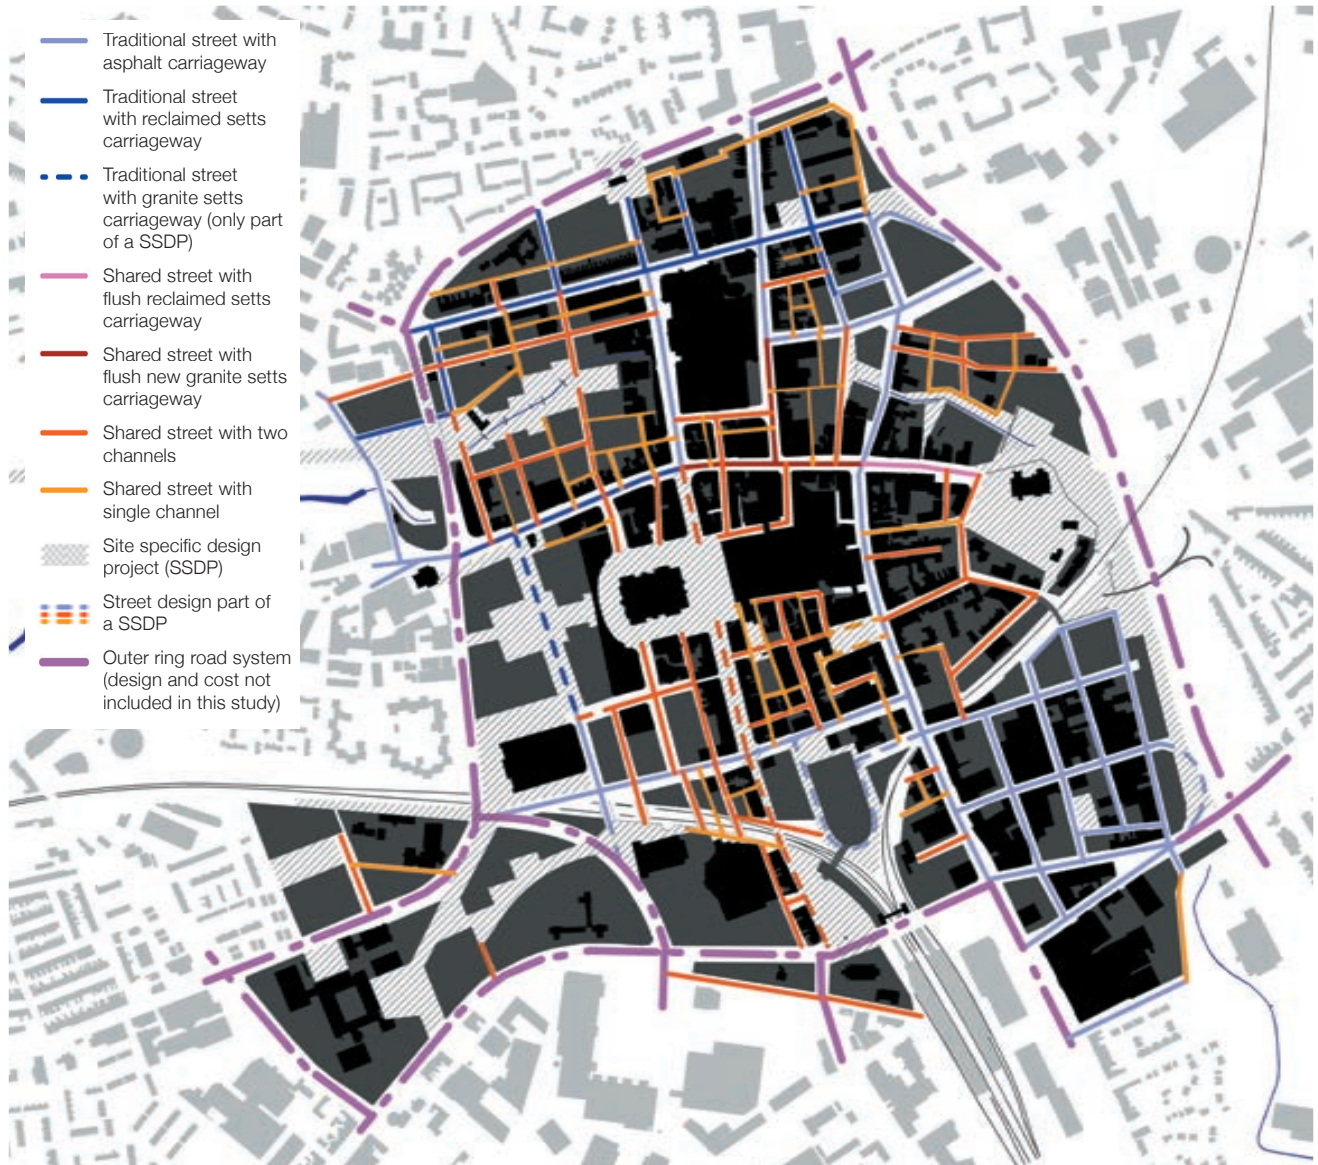 Traditional street with
asphalt carriageway
Traditional street
with reclaimed setts
carriageway
Traditional street
with granite setts
carriageway (only part
of a SSDP)
Shared street with
flush reclaimed setts
carriageway
Shared street with
flush new granite setts
carriageway
Shared street with two
channels
Shared street with
single channel
Site specific design
project (SSDP)
Street design part of
a SSDP
Outer ring road system
(design and cost not
included in this study)